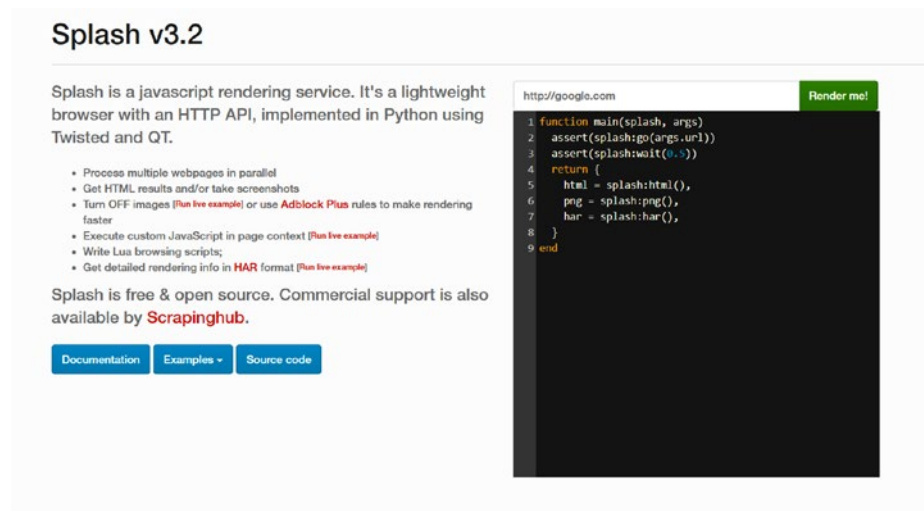 Splash v3.2
Splash is a javascript rendering service. It's a lightweight
browser with an HTTP API, implemented in Python using
Twisted and QT.
Process multiple webpages in parallel
Get HTML results and/or take screenshots
Turn OFF images [Run live example] or use Adblock Plus rules to make rendering
faster
Execute custom JavaScript in page context [Run live example]
Write Lua browsing scripts;
Get detailed rendering info in HAR format [Run live example]
Splash is free & open source. Commercial support is also
available by Scrapinghub.
Documentation Examples Source code
http://google.com Render me!
1 function main(splash, args)
2 assert(splash:go(args.url))
3 assert(splash:wait(0.5))
4 return {
5 html = splash:html(),
6 png = splash:png(),
7 har = splash:har(),
8 }
9 end